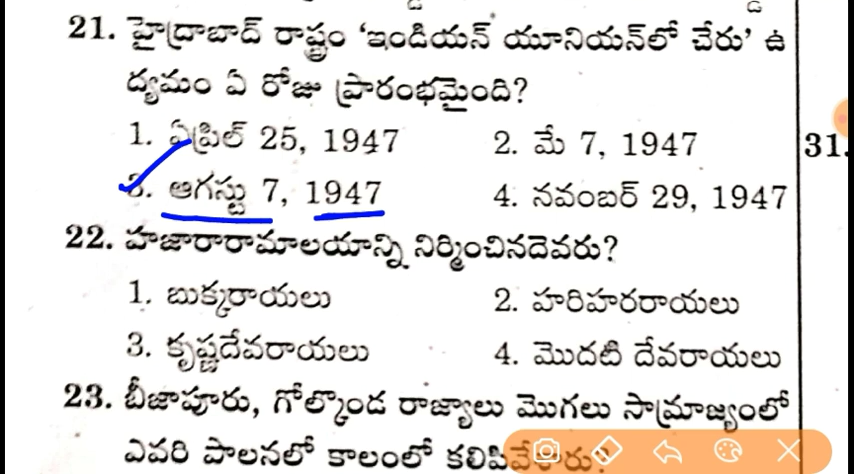 21. హైద్రాబాద్ రాష్ట్రం 'ఇండియన్ యూనియన్‌లో చేరు' ఉ
ద్యమం ఏ రోజు ప్రారంభమైంది?
1. ఏప్రిల్ 25, 1947 2. మే 7, 1947
3. ఆగస్టు 7, 1947 4. నవంబర్ 29, 1947
22. హజారారామాలయాన్ని నిర్మించినదెవరు?
1. బుక్కరాయలు 2. హరిహరరాయలు
3. కృష్ణదేవరాయలు 4. మొదటి దేవరాయలు
23. బీజాపూరు, గోల్కొండ రాజ్యాలు మొగలు సామ్రాజ్యంలో
ఎవరి పాలనలో కాలంలో
31.